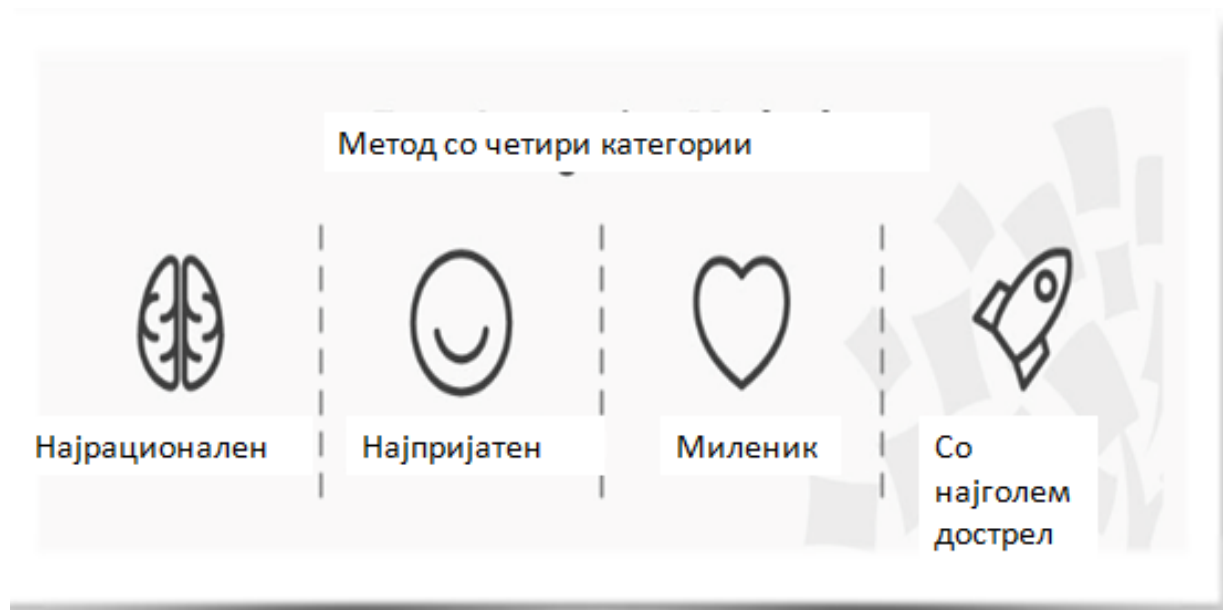 Метод со четири категории
Најрационален
Најпријатен
Миленик
Со
најголем
дострел